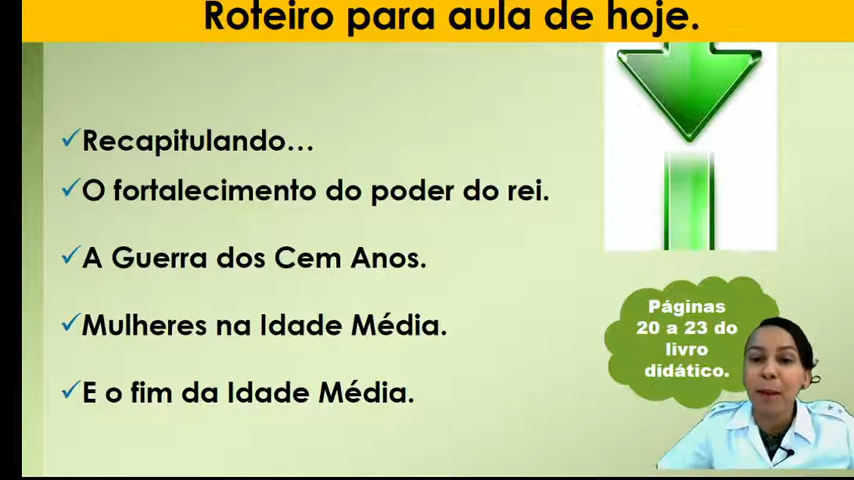 Roteiro para aula de hoje.
Recapitulando...
O fortalecimento do poder do rei.
A Guerra dos Cem Anos.
Mulheres na Idade Média.
E o fim da Idade Média.
Páginas
20 a 23 do
livro
didático.